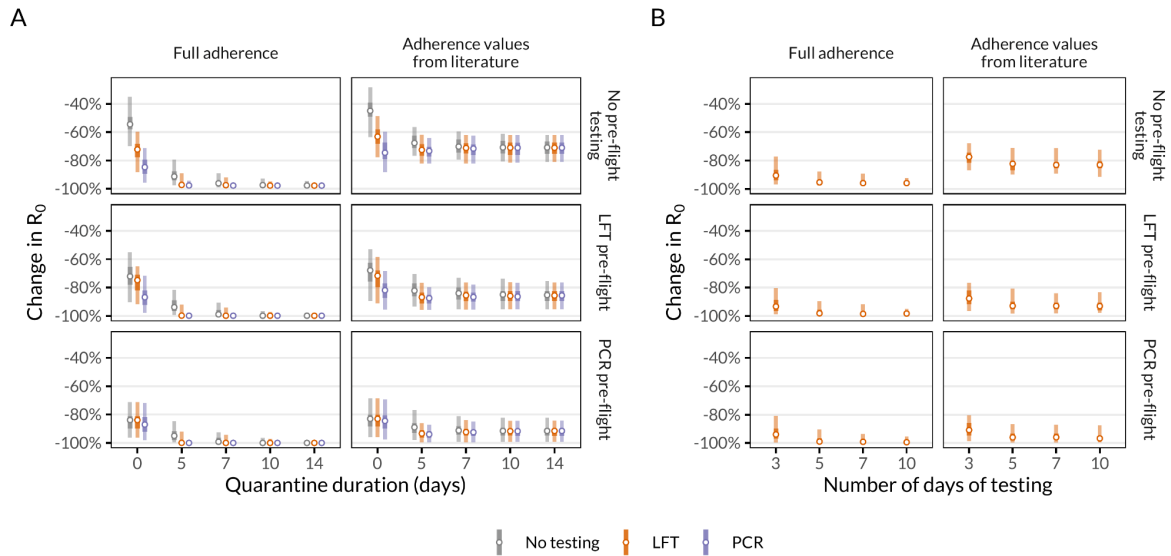 A
B
Full adherence
Adherence values
from literature
Full adherence
Adherence values
from literature
Change in R0
-40%
-60%
-80%
-100%
No pre-flight
testing
-40%
-60%
-80%
-100%
LFT pre-flight
-40%
-60%
-80%
-100%
PCR pre-flight
0 5 7 10 14
0 5 7 10 14
Quarantine duration (days)
Change in R0
-40%
-60%
-80%
-100%
No pre-flight
testing
-40%
-60%
-80%
-100%
LFT pre-flight
-40%
-60%
-80%
-100%
PCR pre-flight
3 5 7 10
3 5 7 10
Number of days of testing
No testing LFT PCR